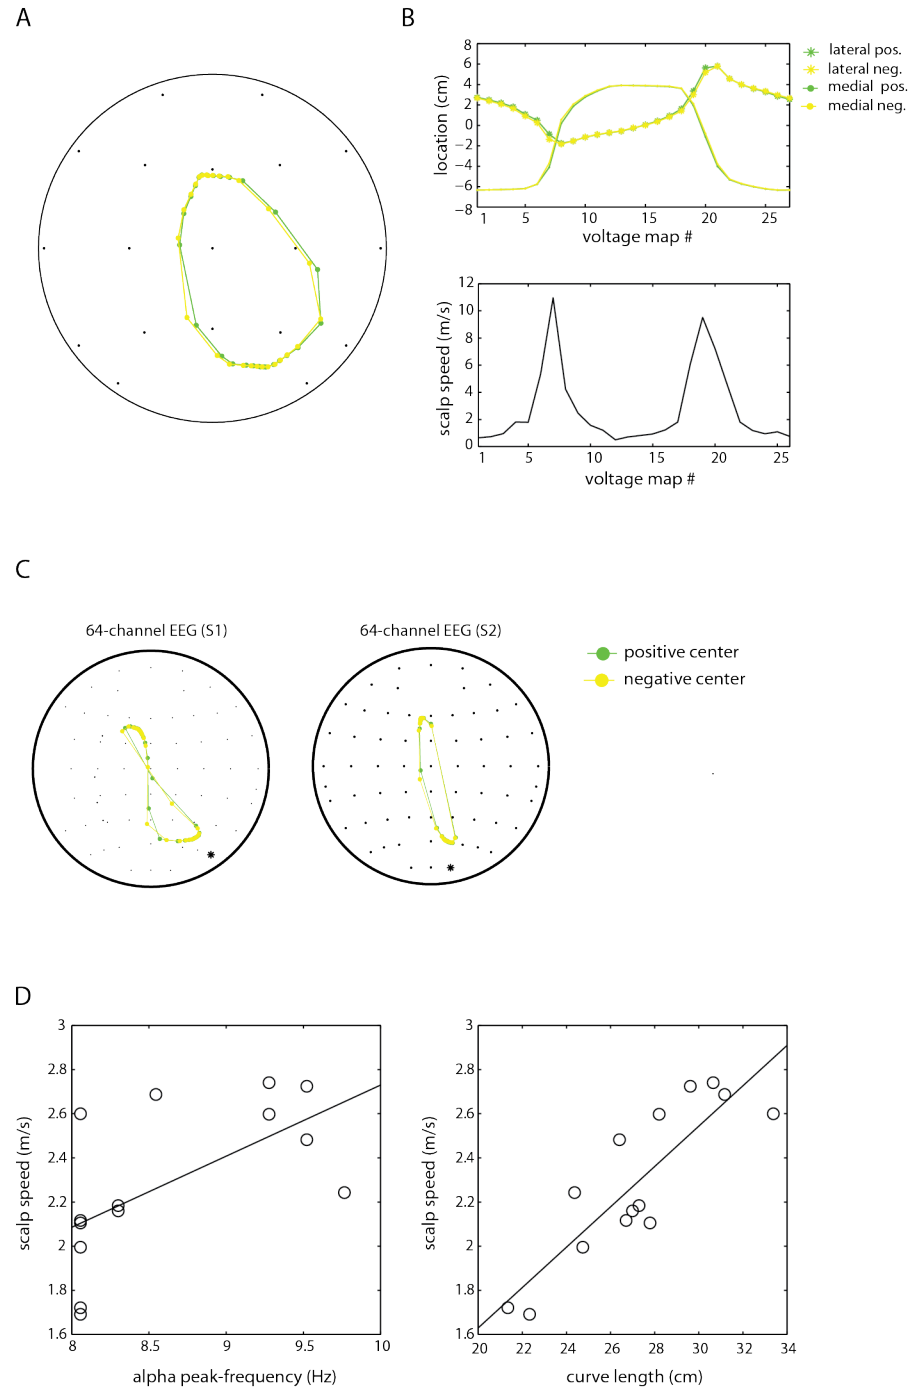 A
B
8
6
4
2
0
−2
−4
−6
−8
location (cm)
1
5
10
15
20
25
voltage map #
lateral pos.
lateral neg.
medial pos.
medial neg.
12
10
8
6
4
2
0
scalp speed (m/s)
1
5
10
15
20
25
voltage map #
C
64-channel EEG (S1)
64-channel EEG (S2)
positive center
negative center
*
*
D
3
2.8
2.6
2.4
2.2
2
1.8
1.6
scalp speed (m/s)
8
8.5
9
9.5
10
alpha peak-frequency (Hz)
3
2.8
2.6
2.4
2.2
2
1.8
1.6
scalp speed (m/s)
20
22
24
26
28
30
32
34
curve length (cm)